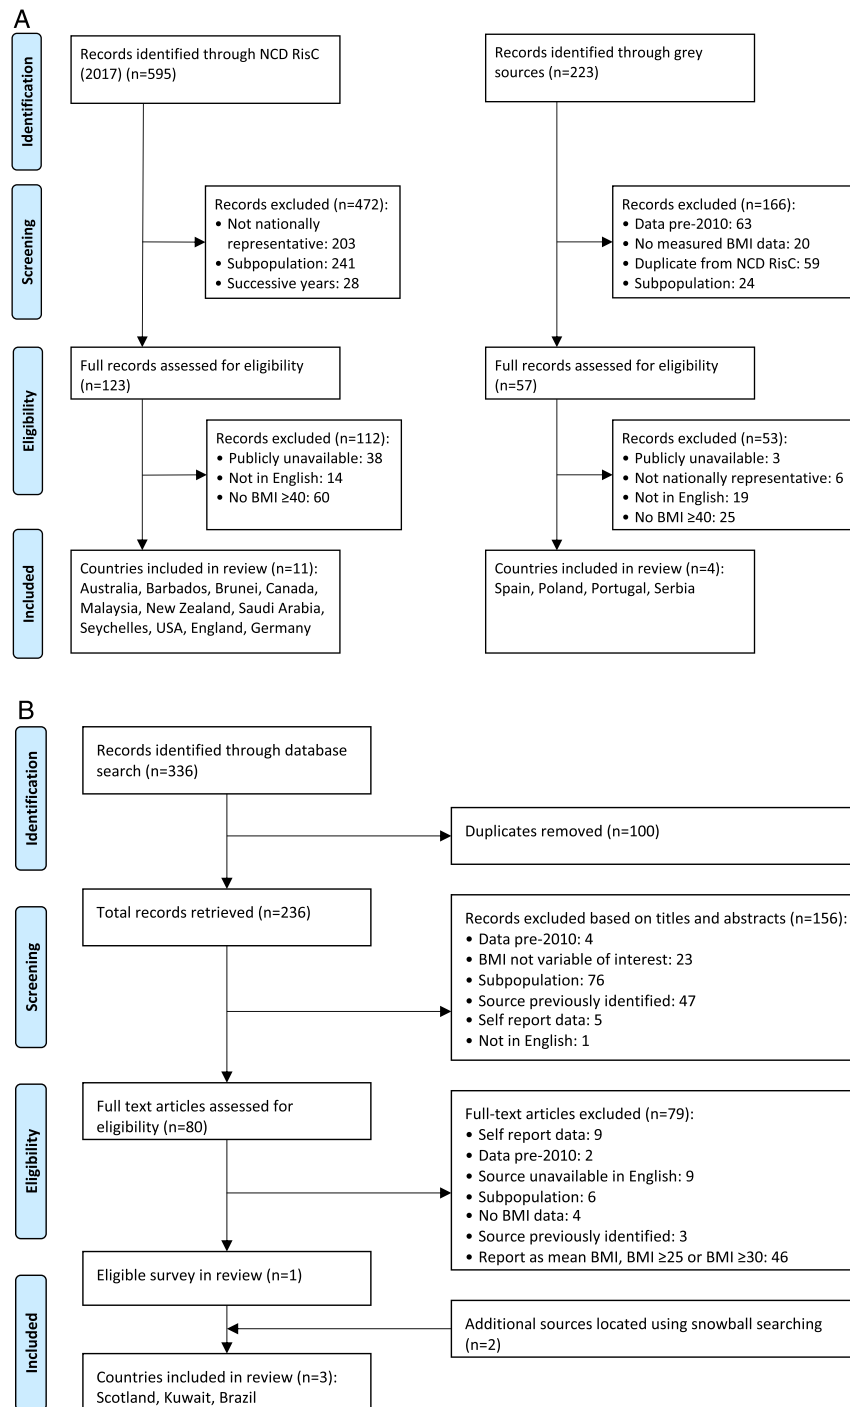 A
Identification
Records identified through NCD RisC
(2017) (n=595)
Records identified through grey
sources (n=223)
Screening
Records excluded (n=472):
• Not nationally
representative: 203
• Subpopulation: 241
• Successive years: 28
Records excluded (n=166):
• Data pre-2010: 63
• No measured BMI data: 20
• Duplicate from NCD RisC: 59
• Subpopulation: 24
Eligibility
Full records assessed for eligibility
(n=123)
Full records assessed for eligibility
(n=57)
Records excluded (n=112):
• Publicly unavailable: 38
• Not in English: 14
• No BMI ≥40: 60
Records excluded (n=53):
• Publicly unavailable: 3
• Not nationally representative: 6
• Not in English: 19
• No BMI ≥40: 25
Included
Countries included in review (n=11):
Australia, Barbados, Brunei, Canada,
Malaysia, New Zealand, Saudi Arabia,
Seychelles, USA, England, Germany
Countries included in review (n=4):
Spain, Poland, Portugal, Serbia
B
Identification
Records identified through database
search (n=336)
Duplicates removed (n=100)
Screening
Total records retrieved (n=236)
Records excluded based on titles and abstracts (n=156):
• Data pre-2010: 4
• BMI not variable of interest: 23
• Subpopulation: 76
• Source previously identified: 47
• Self report data: 5
• Not in English: 1
Eligibility
Full text articles assessed for
eligibility (n=80)
Full-text articles excluded (n=79):
• Self report data: 9
• Data pre-2010: 2
• Source unavailable in English: 9
• Subpopulation: 6
• No BMI data: 4
• Source previously identified: 3
• Report as mean BMI, BMI ≥25 or BMI ≥30: 46
Eligible survey in review (n=1)
Included
Additional sources located using snowball searching
(n=2)
Countries included in review (n=3):
Scotland, Kuwait, Brazil